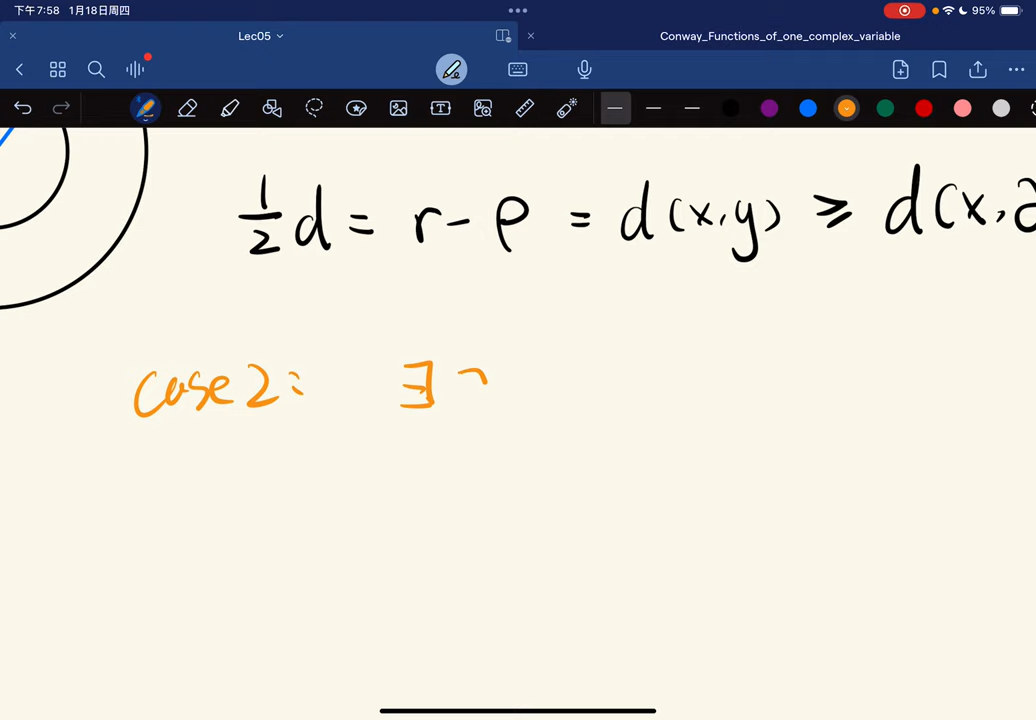 下午7:58 1月18日周四 95%
Lec05 Conway_Functions_of_one_complex_variable
½d = r - ρ = d(x,y) ≥ d(x,
case 2: ∃